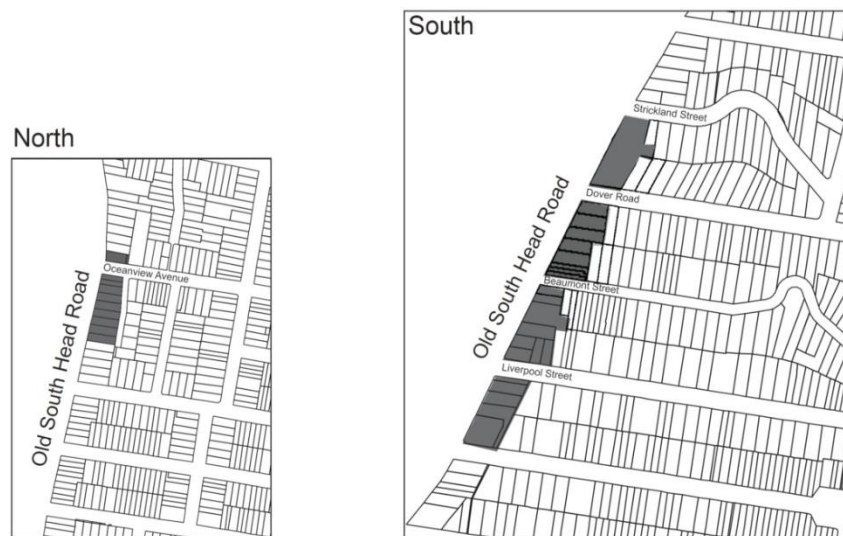 North
Oceanview Avenue
Old South Head Road
South
Strickland Street
Dover Road
Old South Head Road
Beaumont Street
Liverpool Street